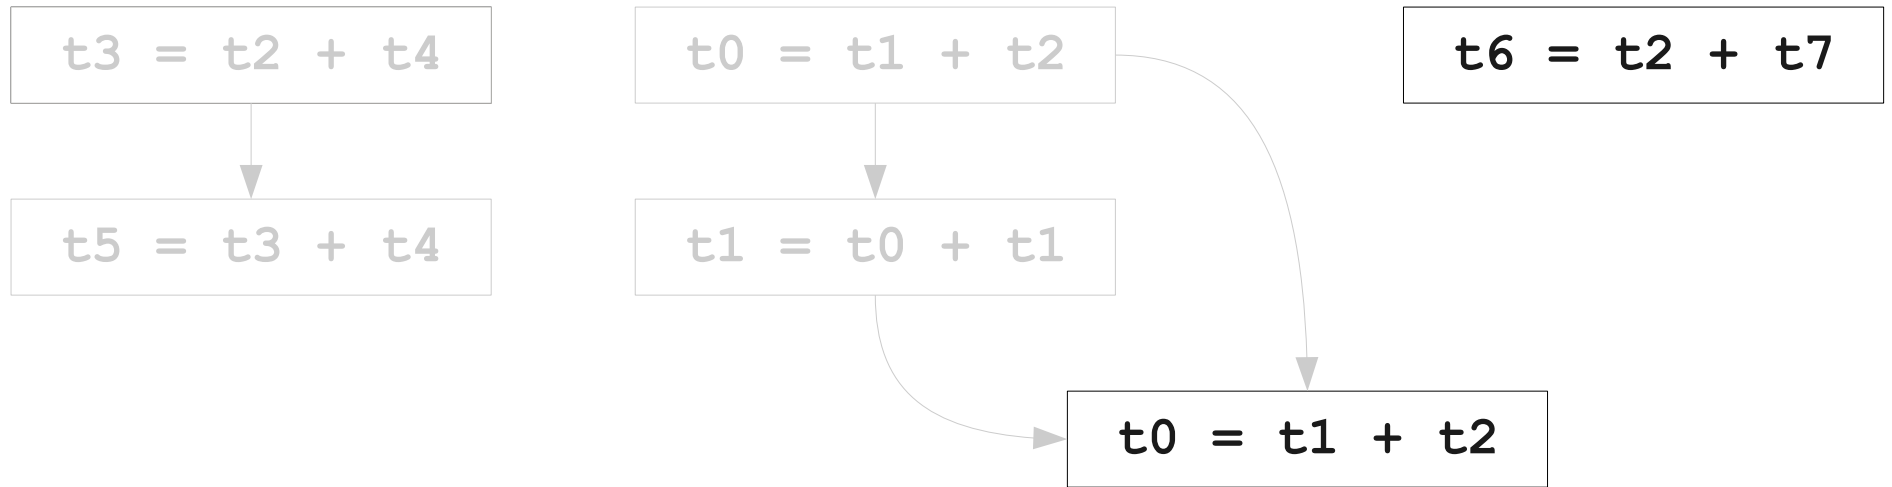 t3 = t2 + t4
t0 = t1 + t2
t6 = t2 + t7
t5 = t3 + t4
t1 = t0 + t1
t0 = t1 + t2